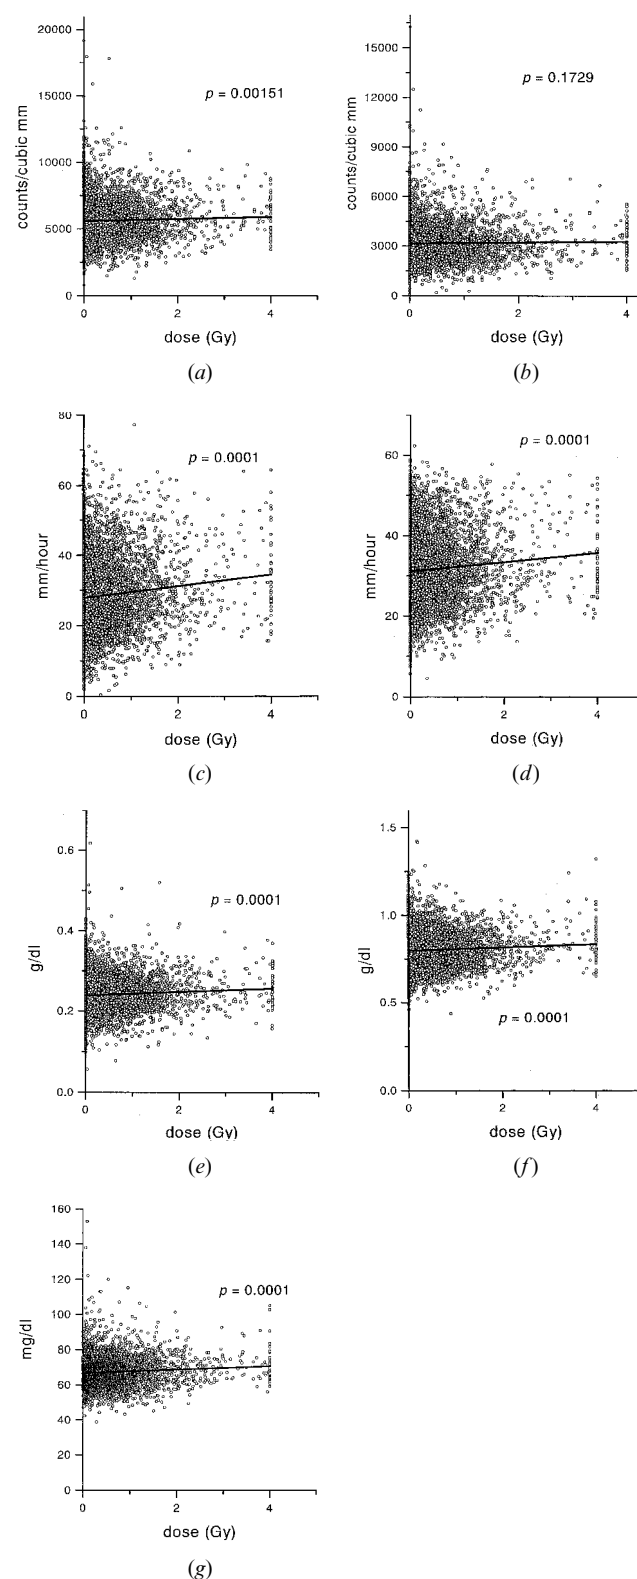 20000
15000
10000
5000
0
counts/cubic mm
p = 0.00151
0 2 4
dose (Gy)
(a)
15000
12000
9000
6000
3000
0
counts/cubic mm
p = 0.1729
0 2 4
dose (Gy)
(b)
80
60
40
20
0
mm/hour
p = 0.0001
0 2 4
dose (Gy)
(c)
60
40
20
0
mm/hour
p = 0.0001
0 2 4
dose (Gy)
(d)
0.6
0.4
0.2
0.0
g/dl
p = 0.0001
0 2 4
dose (Gy)
(e)
1.5
1.0
0.5
0.0
g/dl
p = 0.0001
0 2 4
dose (Gy)
(f)
160
140
120
100
80
60
40
20
0
mg/dl
p = 0.0001
0 2 4
dose (Gy)
(g)